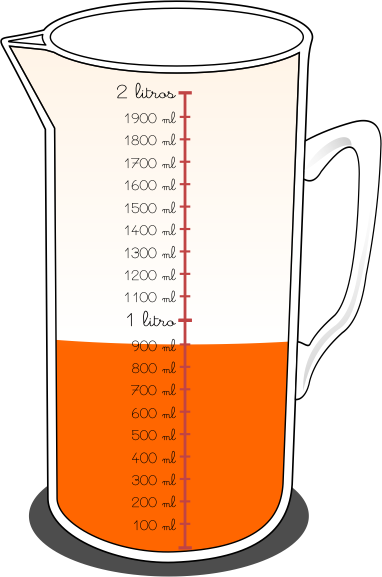 2 litros
1900 ml
1800 ml
1700 ml
1600 ml
1500 ml
1400 ml
1300 ml
1200 ml
1100 ml
1 litro
900 ml
800 ml
700 ml
600 ml
500 ml
400 ml
300 ml
200 ml
100 ml